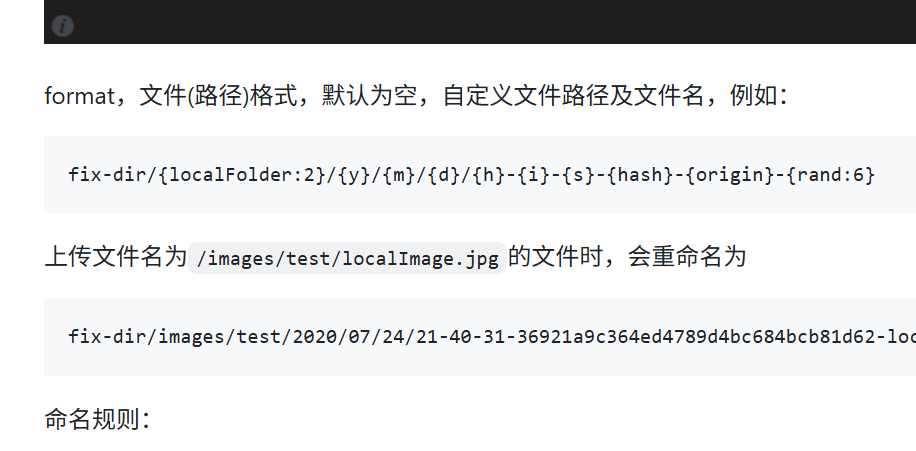 format，文件(路径)格式，默认为空，自定义文件路径及文件名，例如：
fix-dir/{localFolder:2}/{y}/{m}/{d}/{h}-{i}-{s}-{hash}-{origin}-{rand:6}
上传文件名为 /images/test/localImage.jpg 的文件时，会重命名为
fix-dir/images/test/2020/07/24/21-40-31-36921a9c364ed4789d4bc684bcb81d62-loc
命名规则：